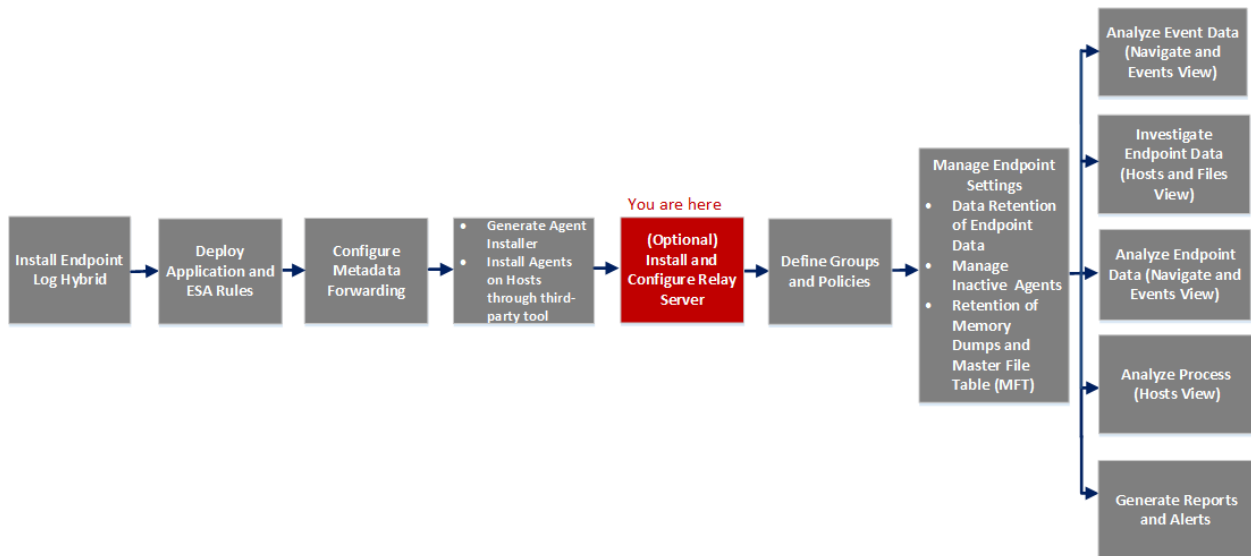 Install Endpoint
Log Hybrid
Deploy
Application and
ESA Rules
Configure
Metadata
Forwarding
• Generate Agent
Installer
• Install Agents
on Hosts
through third-
party tool
You are here
(Optional)
Install and
Configure Relay
Server
Define Groups
and Policies
Manage Endpoint
Settings
• Data Retention
of Endpoint
Data
• Manage
Inactive Agents
• Retention of
Memory
Dumps and
Master File
Table (MFT)
Analyze Event Data
(Navigate and
Events View)
Investigate
Endpoint Data
(Hosts and Files
View)
Analyze Endpoint
Data (Navigate and
Events View)
Analyze Process
(Hosts View)
Generate Reports
and Alerts